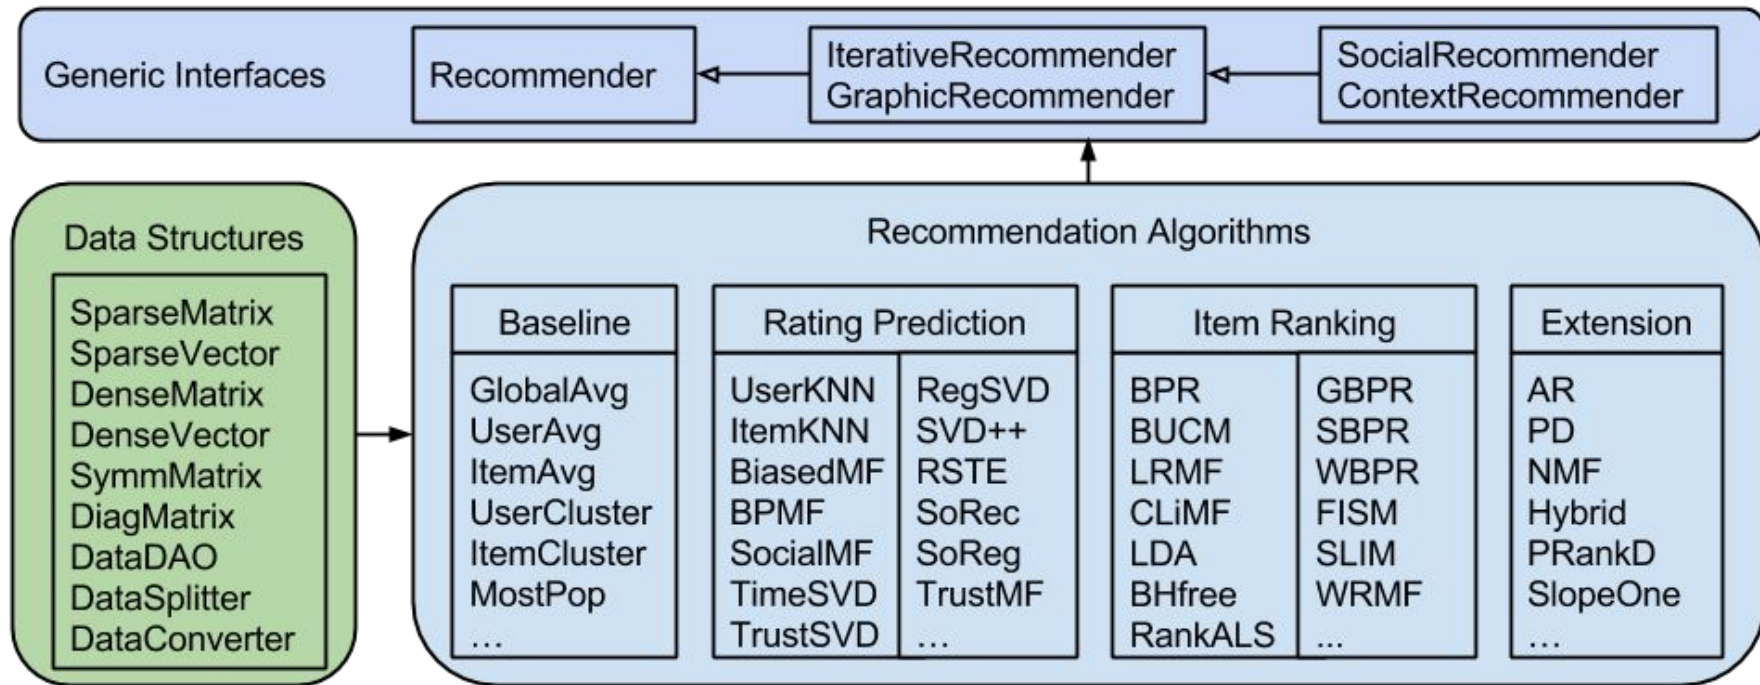 Generic Interfaces
Recommender
IterativeRecommender
GraphicRecommender
SocialRecommender
ContextRecommender
Data Structures
SparseMatrix
SparseVector
DenseMatrix
DenseVector
SymmMatrix
DiagMatrix
DataDAO
DataSplitter
DataConverter
Recommendation Algorithms
Baseline
GlobalAvg
UserAvg
ItemAvg
UserCluster
ItemCluster
MostPop
...
Rating Prediction
UserKNN
ItemKNN
BiasedMF
BPMF
SocialMF
TimeSVD
TrustSVD
RegSVD
SVD++
RSTE
SoRec
SoReg
TrustMF
...
Item Ranking
BPR
BUCM
LRMF
CLiMF
LDA
BHfree
RankALS
GBPR
SBPR
WBPR
FISM
SLIM
WRMF
...
Extension
AR
PD
NMF
Hybrid
PRankD
SlopeOne
...